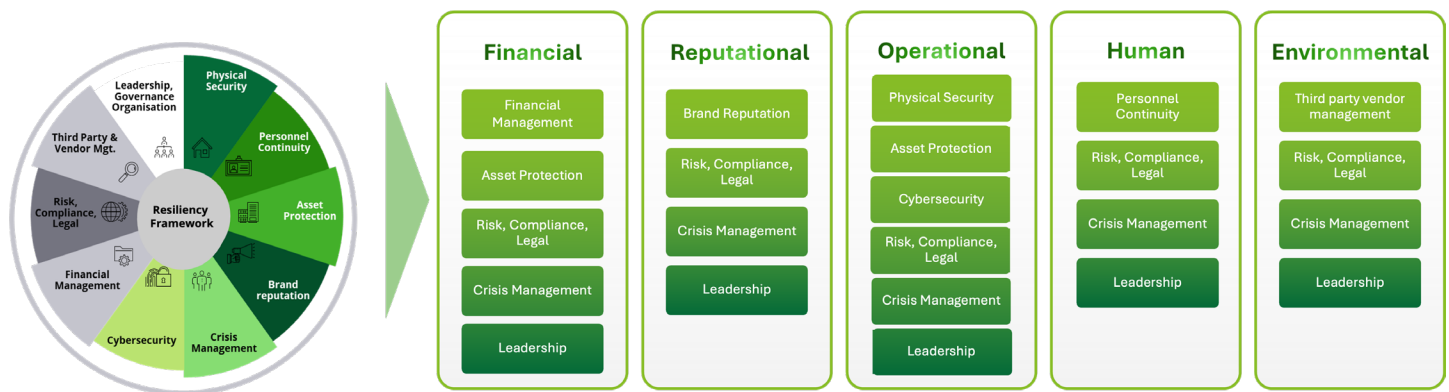 Physical
Security
Leadership,
Governance
Organisation
Third Party &
Vendor Mgt.
Personnel
Continuity
Risk,
Compliance,
Legal
Resiliency
Framework
Asset
Protection
Financial
Management
Brand
reputation
Cybersecurity
Crisis
Management
Financial
Financial
Management
Asset Protection
Risk, Compliance,
Legal
Crisis Management
Leadership
Reputational
Brand Reputation
Risk, Compliance,
Legal
Crisis Management
Leadership
Operational
Physical Security
Asset Protection
Cybersecurity
Risk, Compliance,
Legal
Crisis Management
Leadership
Human
Personnel
Continuity
Risk, Compliance,
Legal
Crisis Management
Leadership
Environmental
Third party vendor
management
Risk, Compliance,
Legal
Crisis Management
Leadership